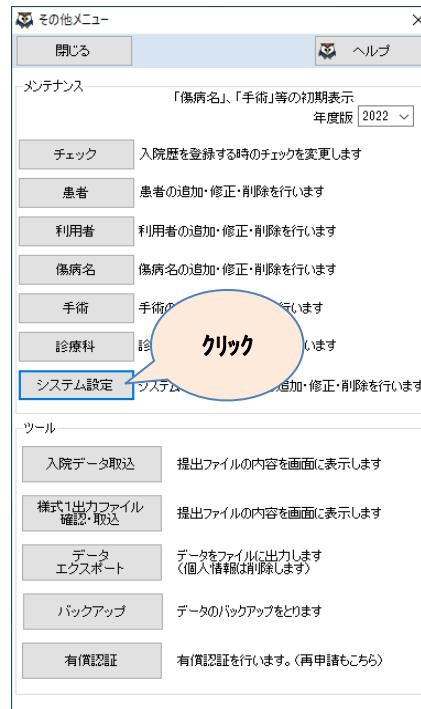 その他メニュー
閉じる
ヘルプ
メンテナンス
「傷病名」、「手術」等の初期表示
年度版 2022
チェック 入院歴を登録する時のチェックを変更します
患者 患者の追加・修正・削除を行います
利用者 利用者の追加・修正・削除を行います
傷病名 傷病名の追加・修正・削除を行います
手術 手術の 行います
診療科 います
クリック
システム設定 システム 追加・修正・削除を行います
ツール
入院データ取込 提出ファイルの内容を画面に表示します
様式1出力ファイル
確認・取込
提出ファイルの内容を画面に表示します
データ
エクスポート
データをファイルに出力します
(個人情報は削除します)
バックアップ データのバックアップをとります
有償認証 有償認証を行います。(再申請もこちら)